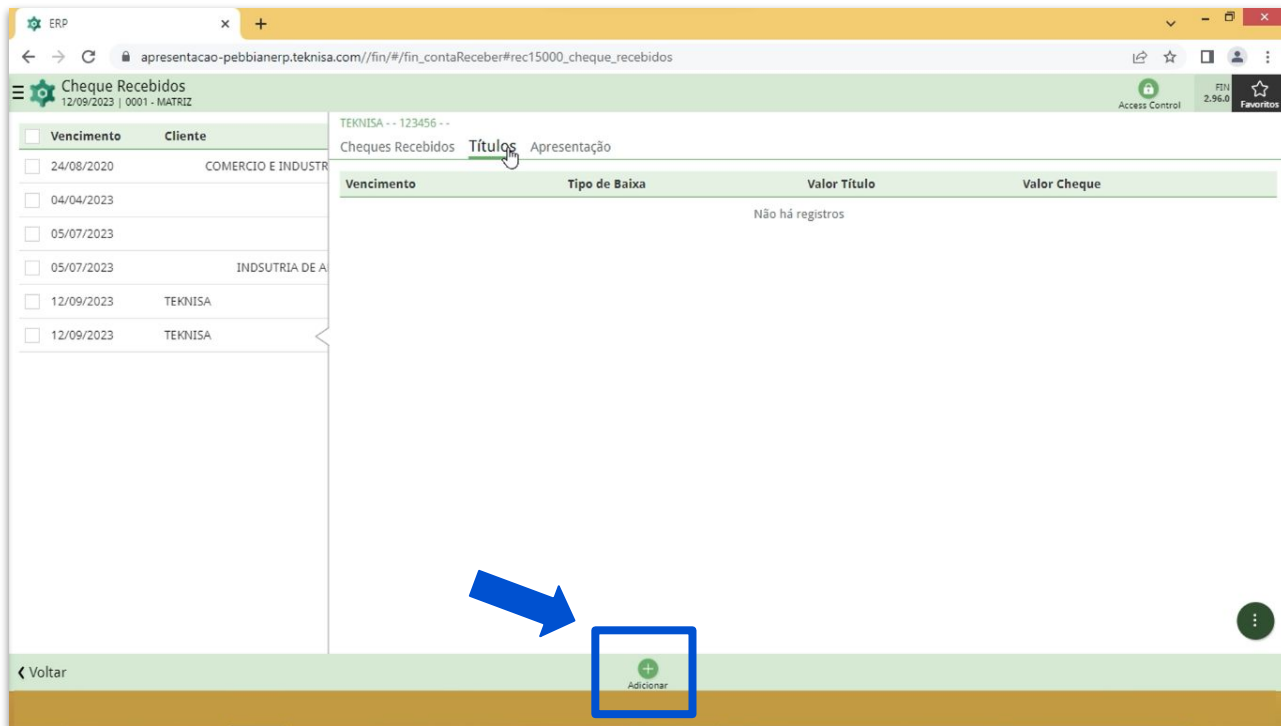 ERP
apresentacao-pebbianerp.teknisa.com//fin/#/fin_contaReceber#rec15000_cheque_recebidos
Cheque Recebidos
12/09/2023 | 0001 - MATRIZ
Access Control
FIN
2.96.0
Favoritos
Vencimento Cliente
24/08/2020 COMERCIO E INDUSTR
04/04/2023
05/07/2023
05/07/2023 INDSUTRIA DE A
12/09/2023 TEKNISA
12/09/2023 TEKNISA
TEKNISA - - 123456 - -
Cheques Recebidos Títulos Apresentação
Vencimento Tipo de Baixa Valor Título Valor Cheque
Não há registros
Voltar
Adicionar